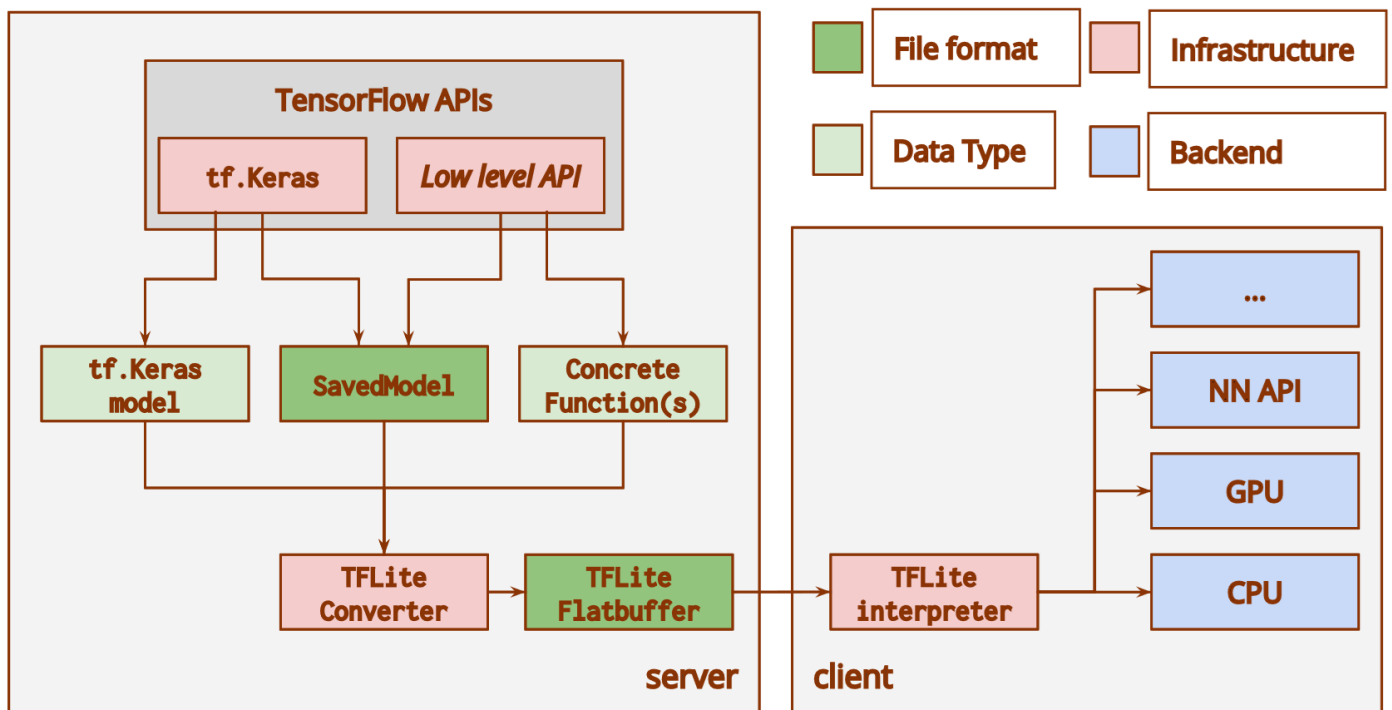 File format
Infrastructure
Data Type
Backend
TensorFlow APIs
tf.Keras
Low level API
tf.Keras
model
SavedModel
Concrete
Function(s)
TFLite
Converter
TFLite
Flatbuffer
server
TFLite
interpreter
...
NN API
GPU
CPU
client